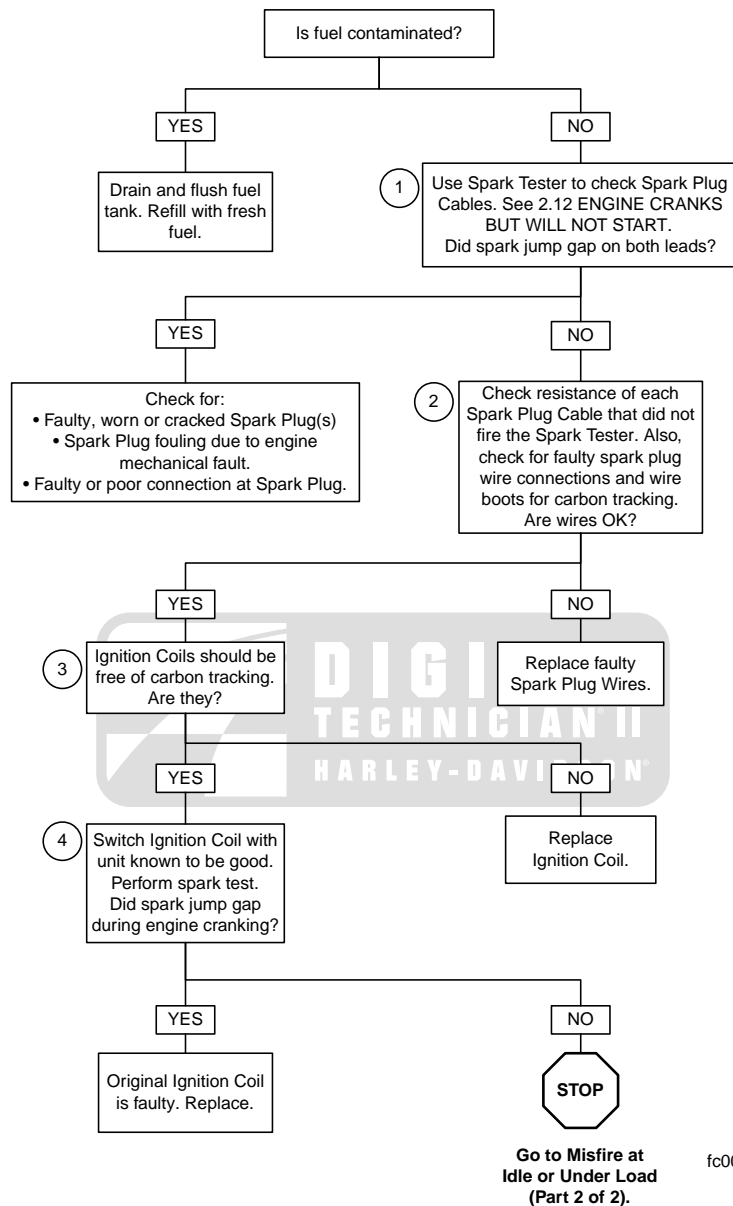 Is fuel contaminated?
YES
NO
Drain and flush fuel
tank. Refill with fresh
fuel.
1
Use Spark Tester to check Spark Plug
Cables. See 2.12 ENGINE CRANKS
BUT WILL NOT START.
Did spark jump gap on both leads?
YES
NO
Check for:
• Faulty, worn or cracked Spark Plug(s)
• Spark Plug fouling due to engine
mechanical fault.
• Faulty or poor connection at Spark Plug.
2
Check resistance of each
Spark Plug Cable that did not
fire the Spark Tester. Also,
check for faulty spark plug
wire connections and wire
boots for carbon tracking.
Are wires OK?
YES
NO
3
Ignition Coils should be
free of carbon tracking.
Are they?
Replace faulty
Spark Plug Wires.
TECHNICIAN II
YES
NO
4
Switch Ignition Coil with
unit known to be good.
Perform spark test.
Did spark jump gap
during engine cranking?
Replace
Ignition Coil.
YES
NO
Original Ignition Coil
is faulty. Replace.
STOP
Go to Misfire at
Idle or Under Load
(Part 2 of 2).